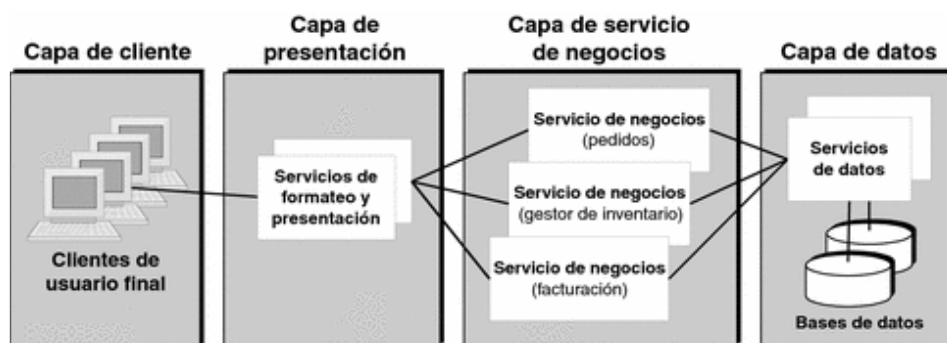 Capa de cliente
Clientes de
usuario final
Capa de
presentación
Servicios de
formateo y
presentación
Capa de servicio
de negocios
Servicio de negocios
(pedidos)
Servicio de negocios
(gestor de inventario)
Servicio de negocios
(facturación)
Capa de datos
Servicios
de datos
Bases de datos